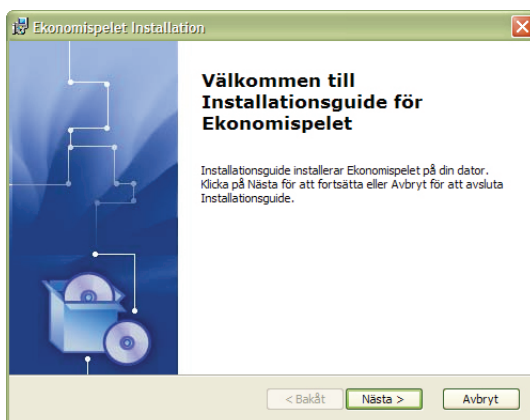 Ekonomispelet Installation
Välkommen till
Installationsguide för
Ekonomispelet
Installationsguide installerar Ekonomispelet på din dator.
Klicka på Nästa för att fortsätta eller Avbryt för att avsluta
Installationsguide.
< Bakåt
Nästa >
Avbryt